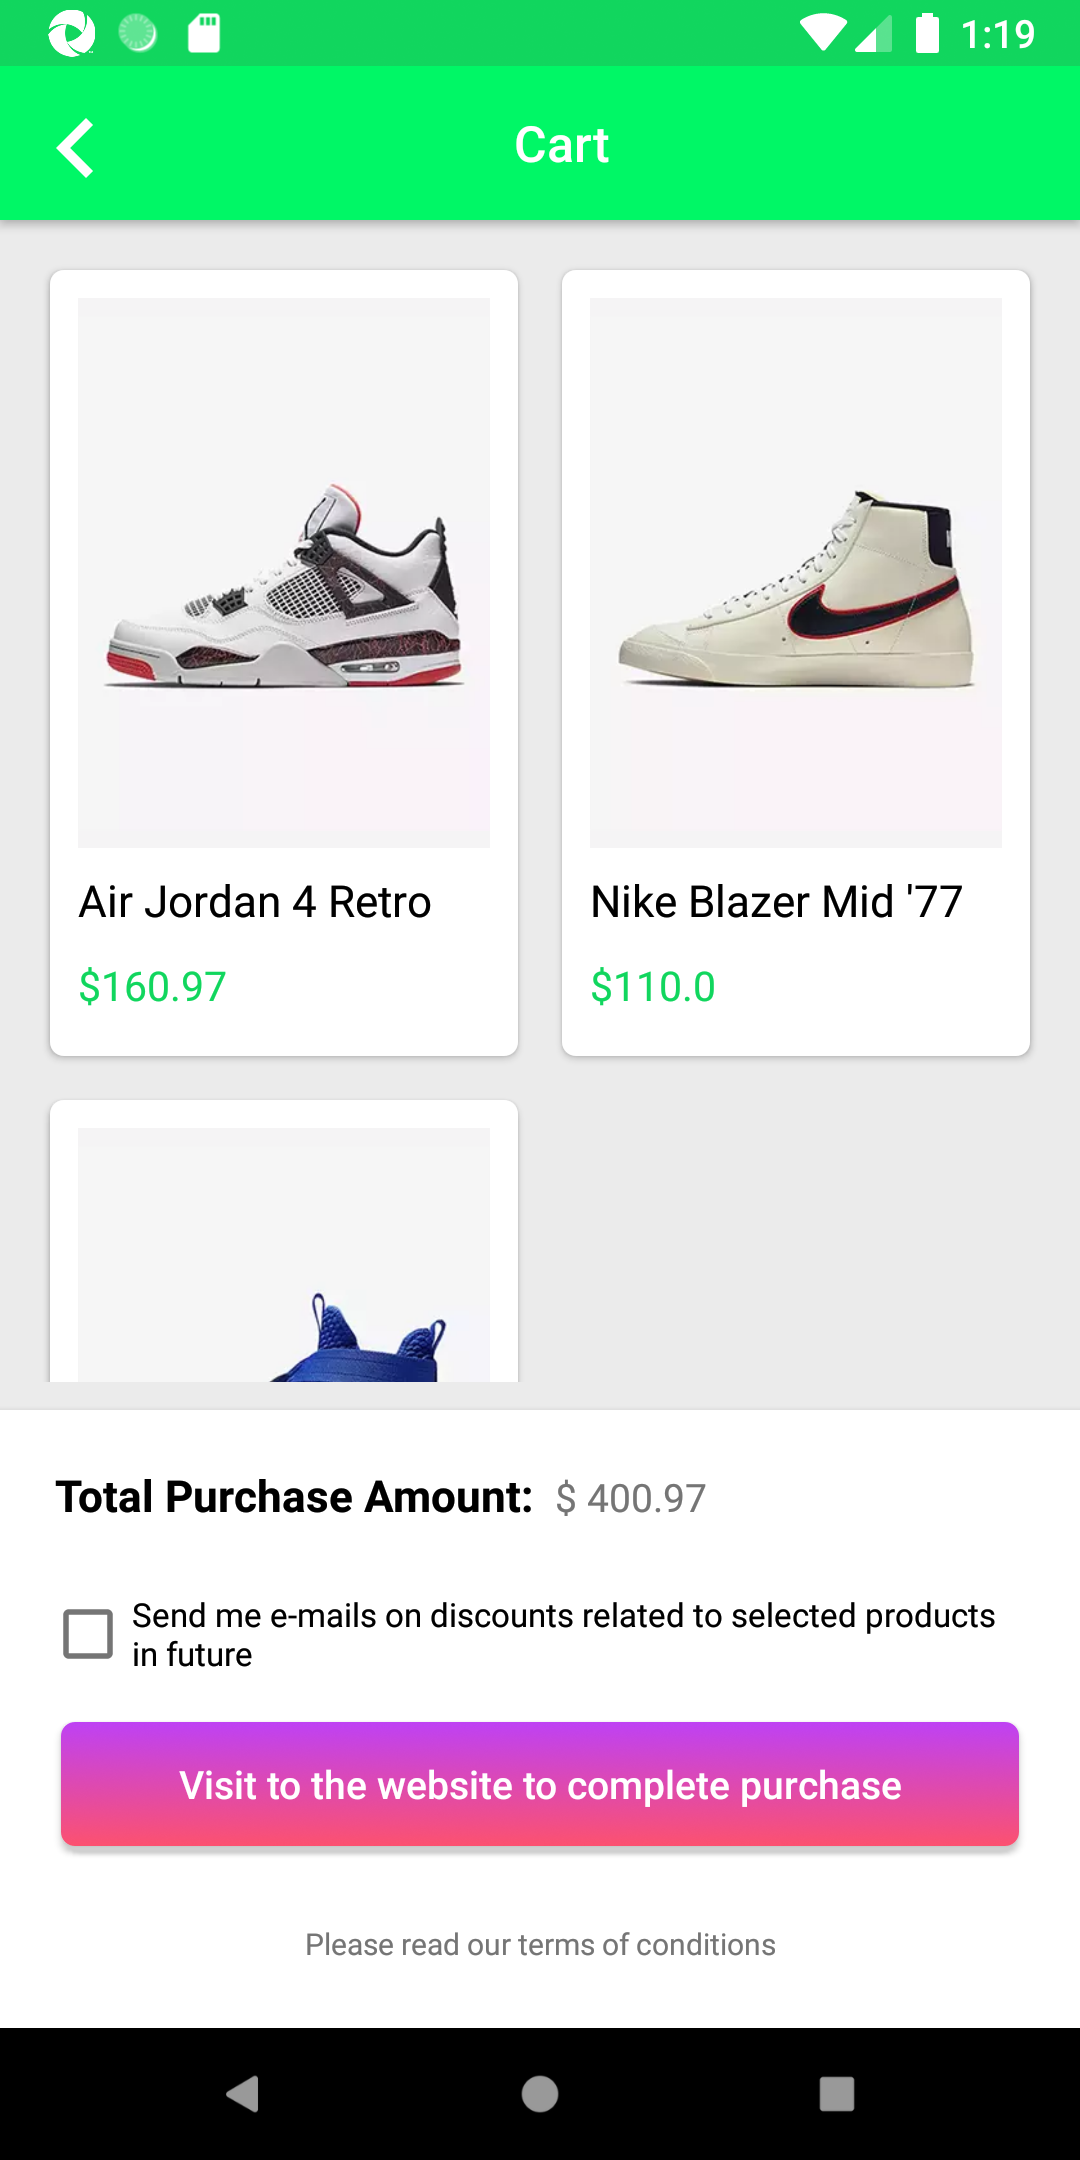 1:19
Cart
Air Jordan 4 Retro
$160.97
Nike Blazer Mid '77
$110.0
Total Purchase Amount: $ 400.97
Send me e-mails on discounts related to selected products
in future
Visit to the website to complete purchase
Please read our terms of conditions